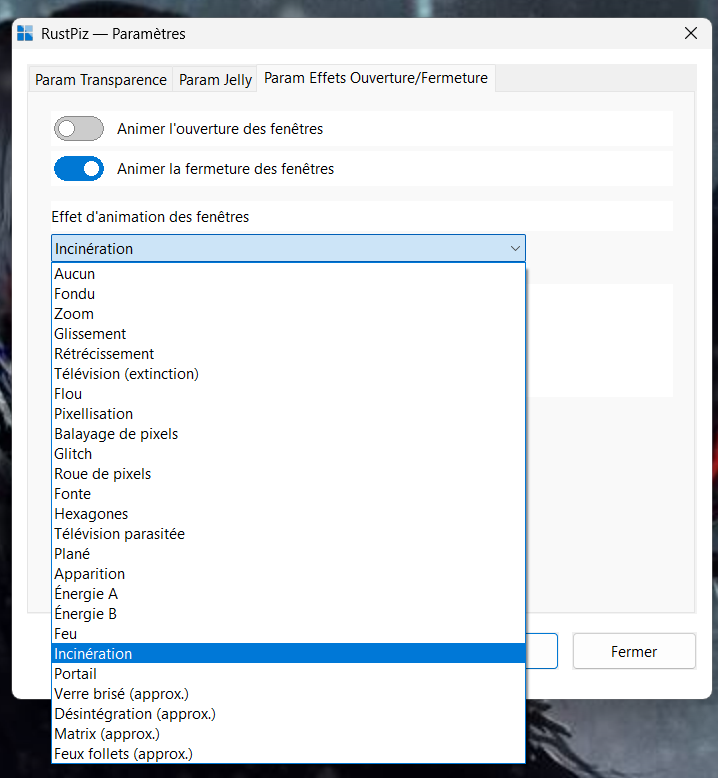 RustPiz — Paramètres
Param Transparence Param Jelly Param Effets Ouverture/Fermeture
Animer l'ouverture des fenêtres
Animer la fermeture des fenêtres
Effet d'animation des fenêtres
Incinération
Aucun
Fondu
Zoom
Glissement
Rétrécissement
Télévision (extinction)
Flou
Pixellisation
Balayage de pixels
Glitch
Roue de pixels
Fonte
Hexagones
Télévision parasitée
Plané
Apparition
Énergie A
Énergie B
Feu
Incinération
Portail
Verre brisé (approx.)
Désintégration (approx.)
Matrix (approx.)
Feux follets (approx.)
Fermer